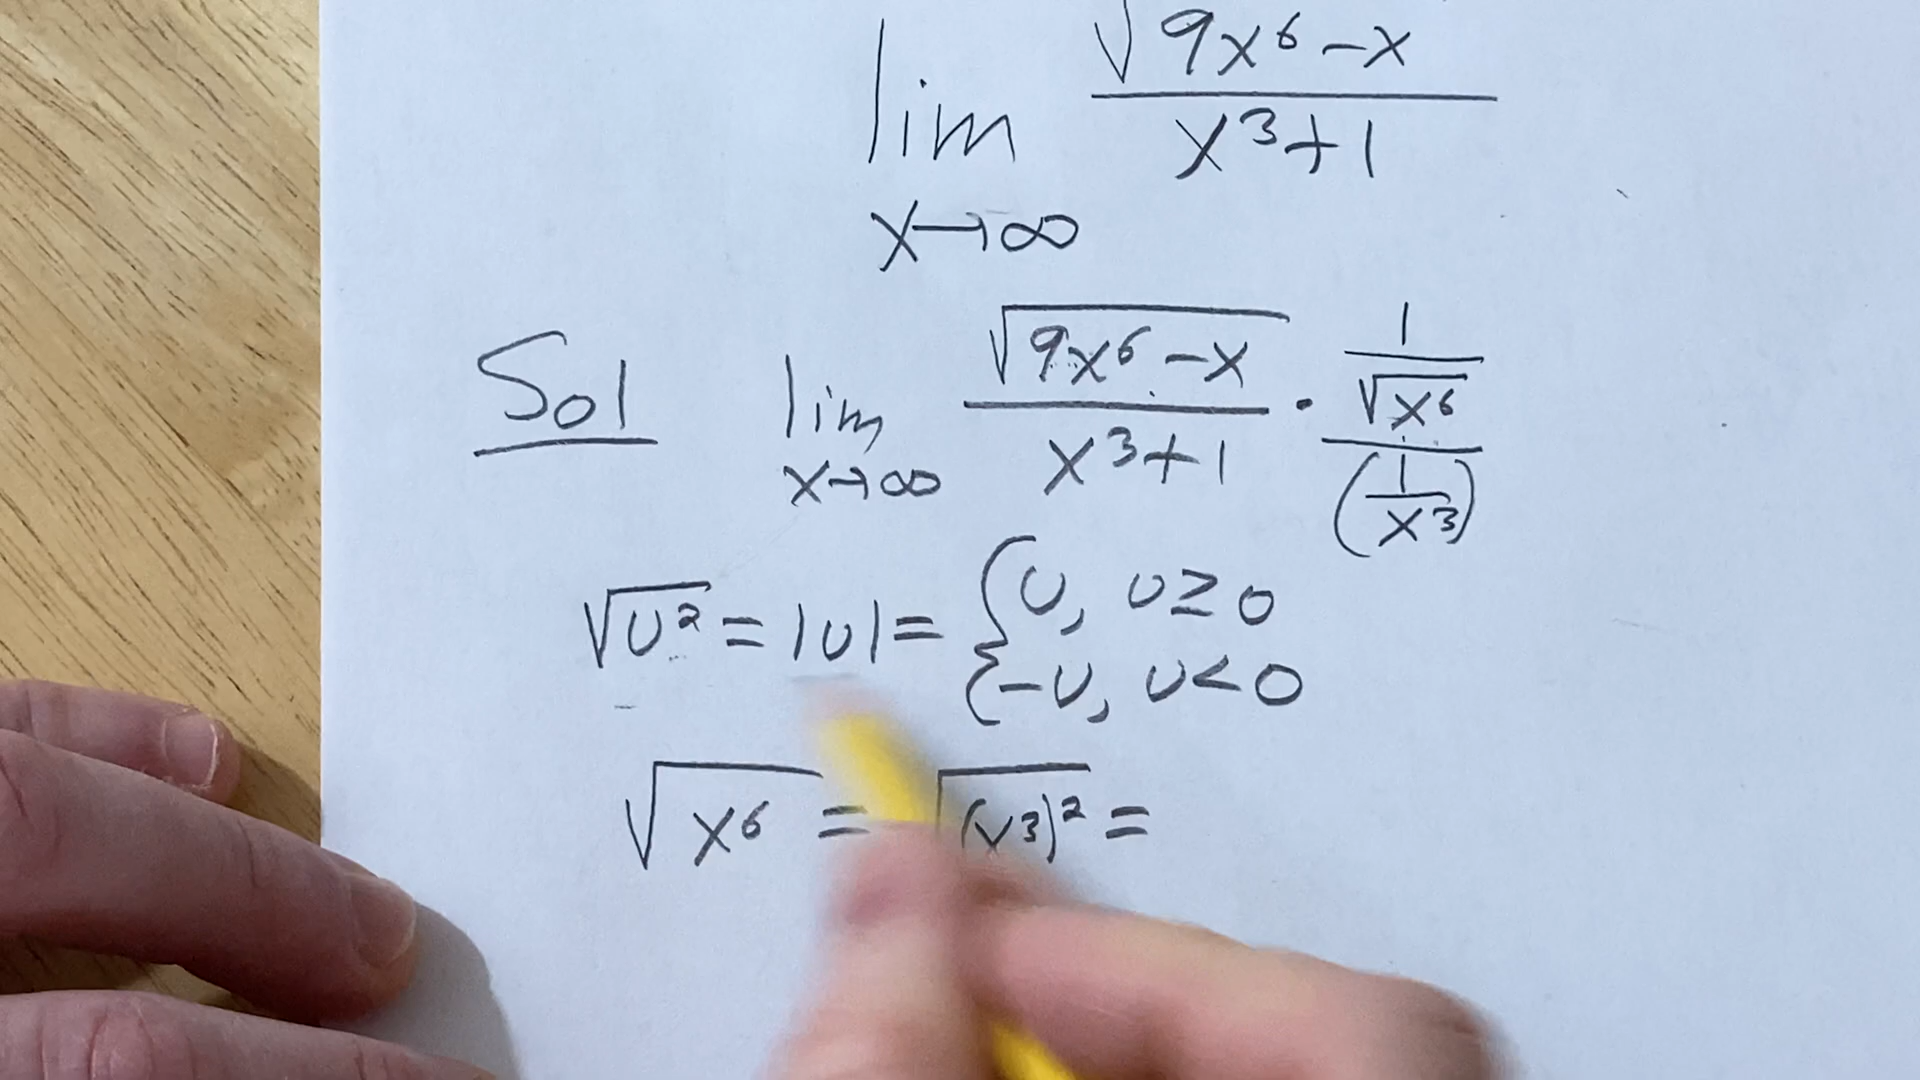 lim √(9x⁶-x) / (x³+1)
x→∞
Sol lim √(9x⁶-x) / (x³+1) · (1/√x⁶) / (1/x³)
x→∞
√u² = |u| = { u, u ≥ 0
{ -u, u < 0
√x⁶ = √(x³)² =